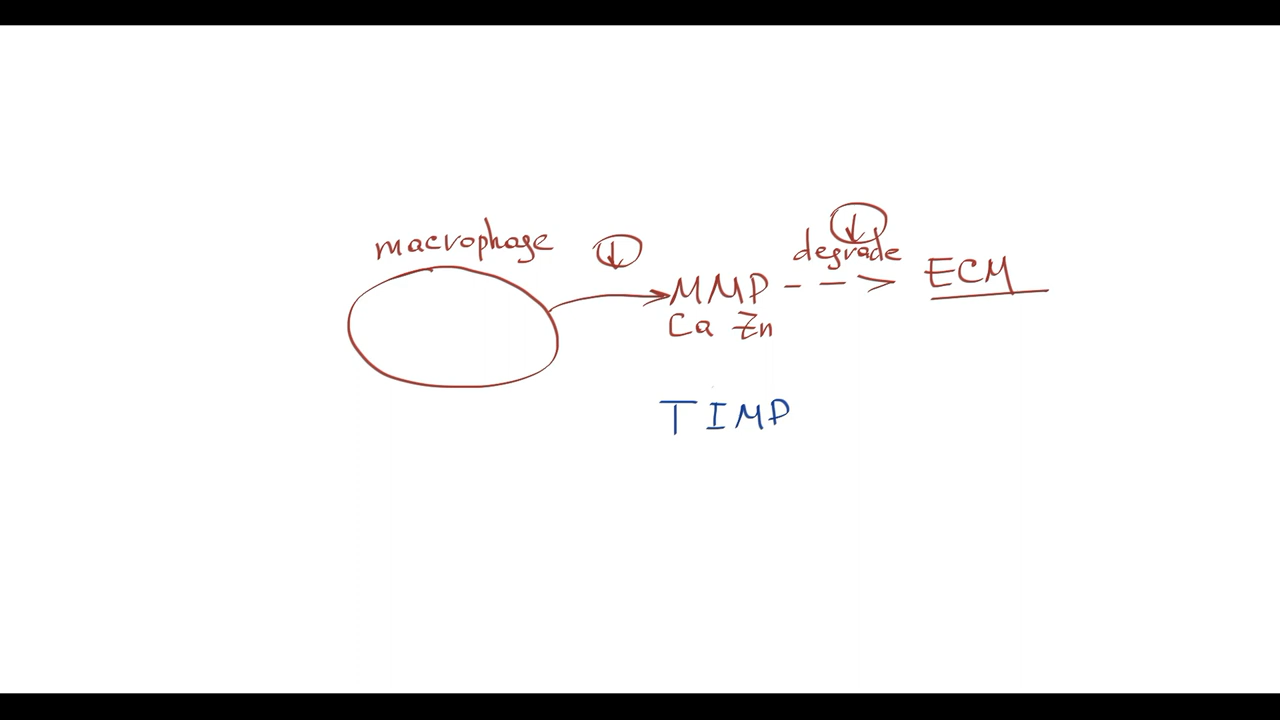 macrophage
↓
↓
degrade
MMP
ECM
Ca Zn
TIMP